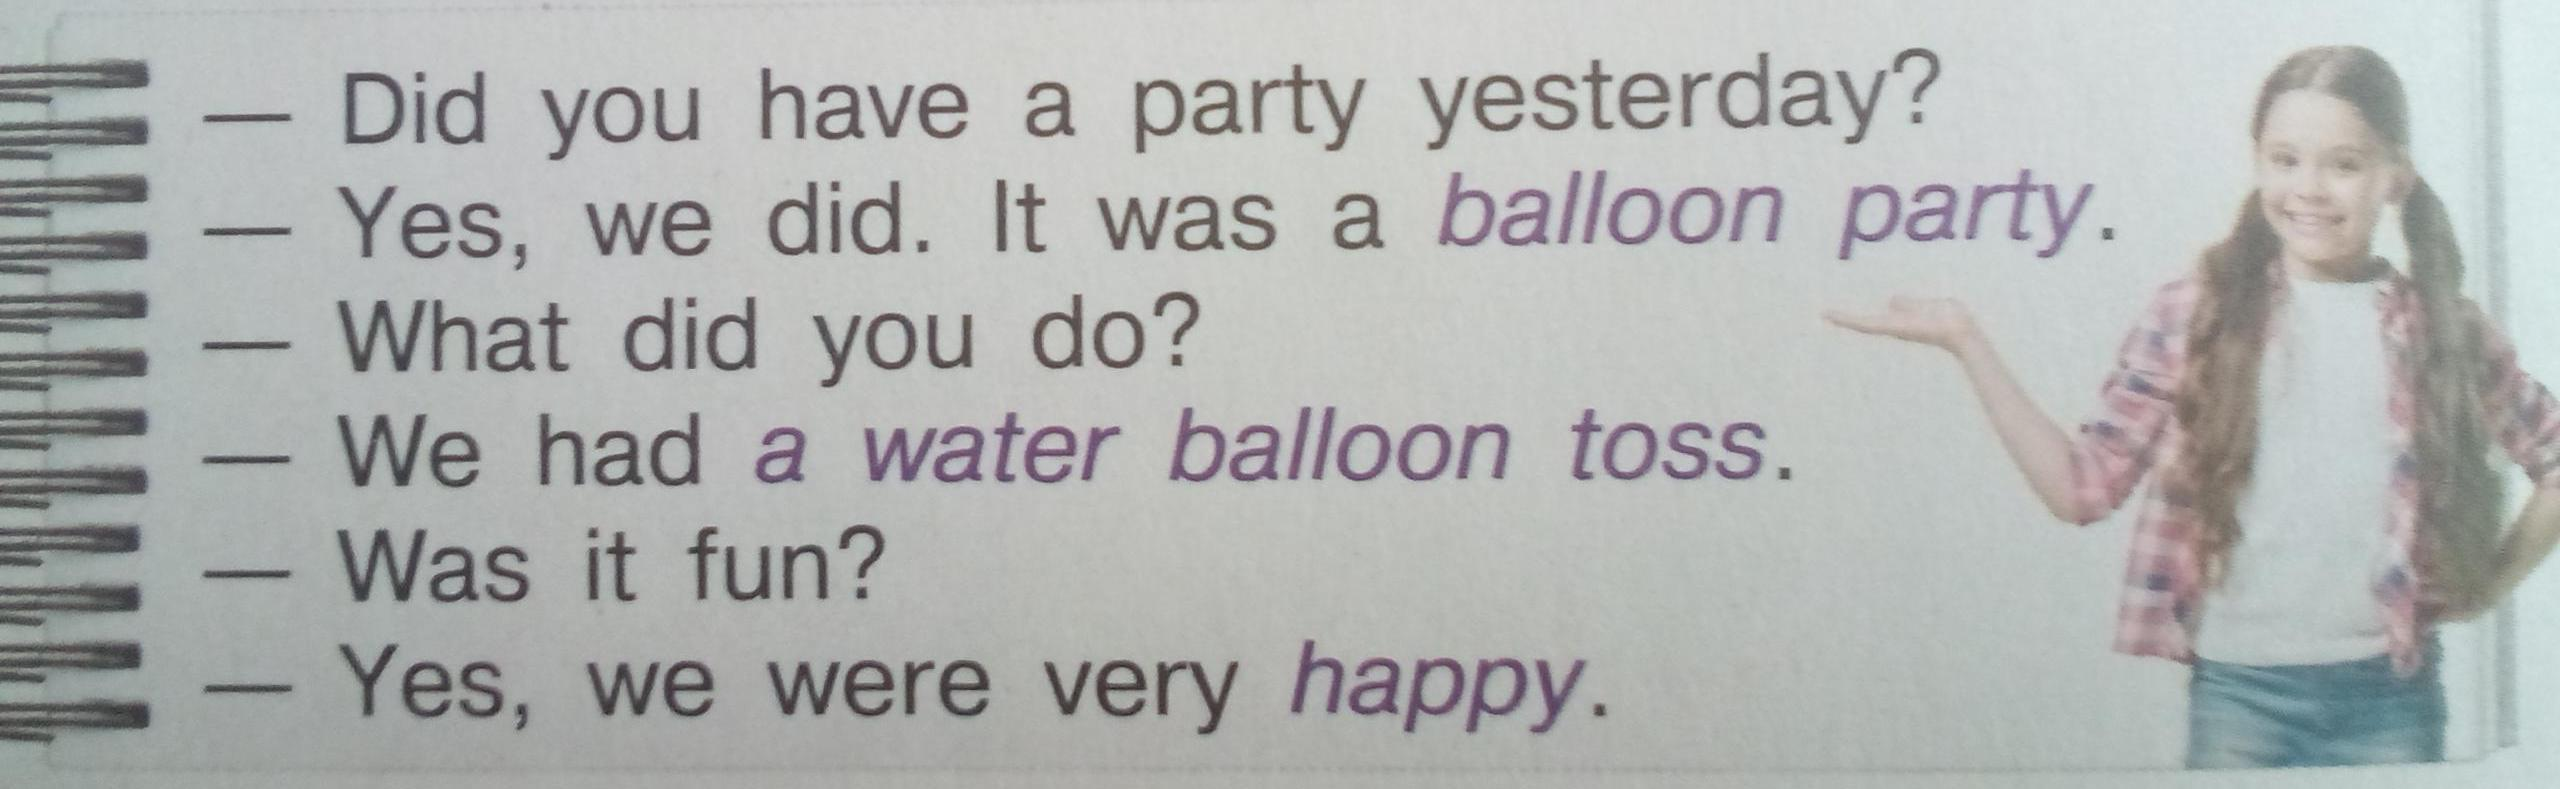 — Did you have a party yesterday?
— Yes, we did. It was a balloon party.
— What did you do?
— We had a water balloon toss.
— Was it fun?
— Yes, we were very happy.